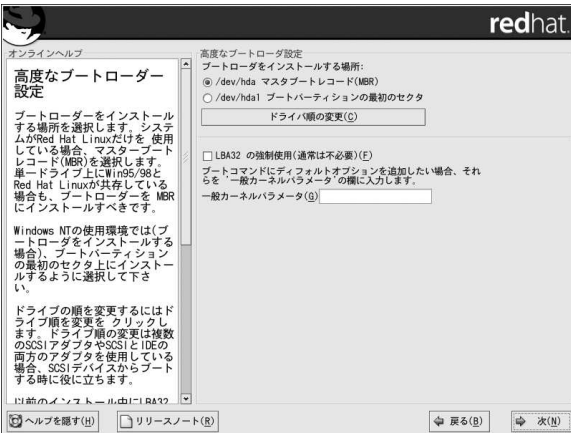 redhat.
オンラインヘルプ
高度なブートローダー
設定
ブートローダーをインストール
する場所を選択します。システ
ムがRed Hat Linuxだけを 使用
している場合、マスターブート
レコード(MBR)を選択します。
単一ドライブ上にWin95/98と
Red Hat Linuxが共存している
場合も、ブートローダーを MBR
にインストールすべきです。
Windows NTの使用環境では(ブ
ートローダをインストールする
場合)、ブートパーティション
の最初のセクタ上にインストー
ルするように選択して下さ
い。
ドライブの順を変更するにはド
ライブ順を変更を クリックし
ます。ドライブ順の変更は複数
のSCSIアダプタやSCSIとIDEの
両方のアダプタを使用している
場合、SCSIデバイスからブート
する時に役に立ちます。
以前のインストール中にLBA32
高度なブートローダ設定
ブートローダをインストールする場所:
/dev/hda マスタブートレコード(MBR)
/dev/hda1 ブートパーティションの最初のセクタ
ドライバ順の変更(C)
LBA32 の強制使用(通常は不必要)(F)
ブートコマンドにディフォルトオプションを追加したい場合、それ
らを '一般カーネルパラメータ'の欄に入力します。
一般カーネルパラメータ(G)
ヘルプを隠す(H)
リリースノート(R)
戻る(B)
次(N)